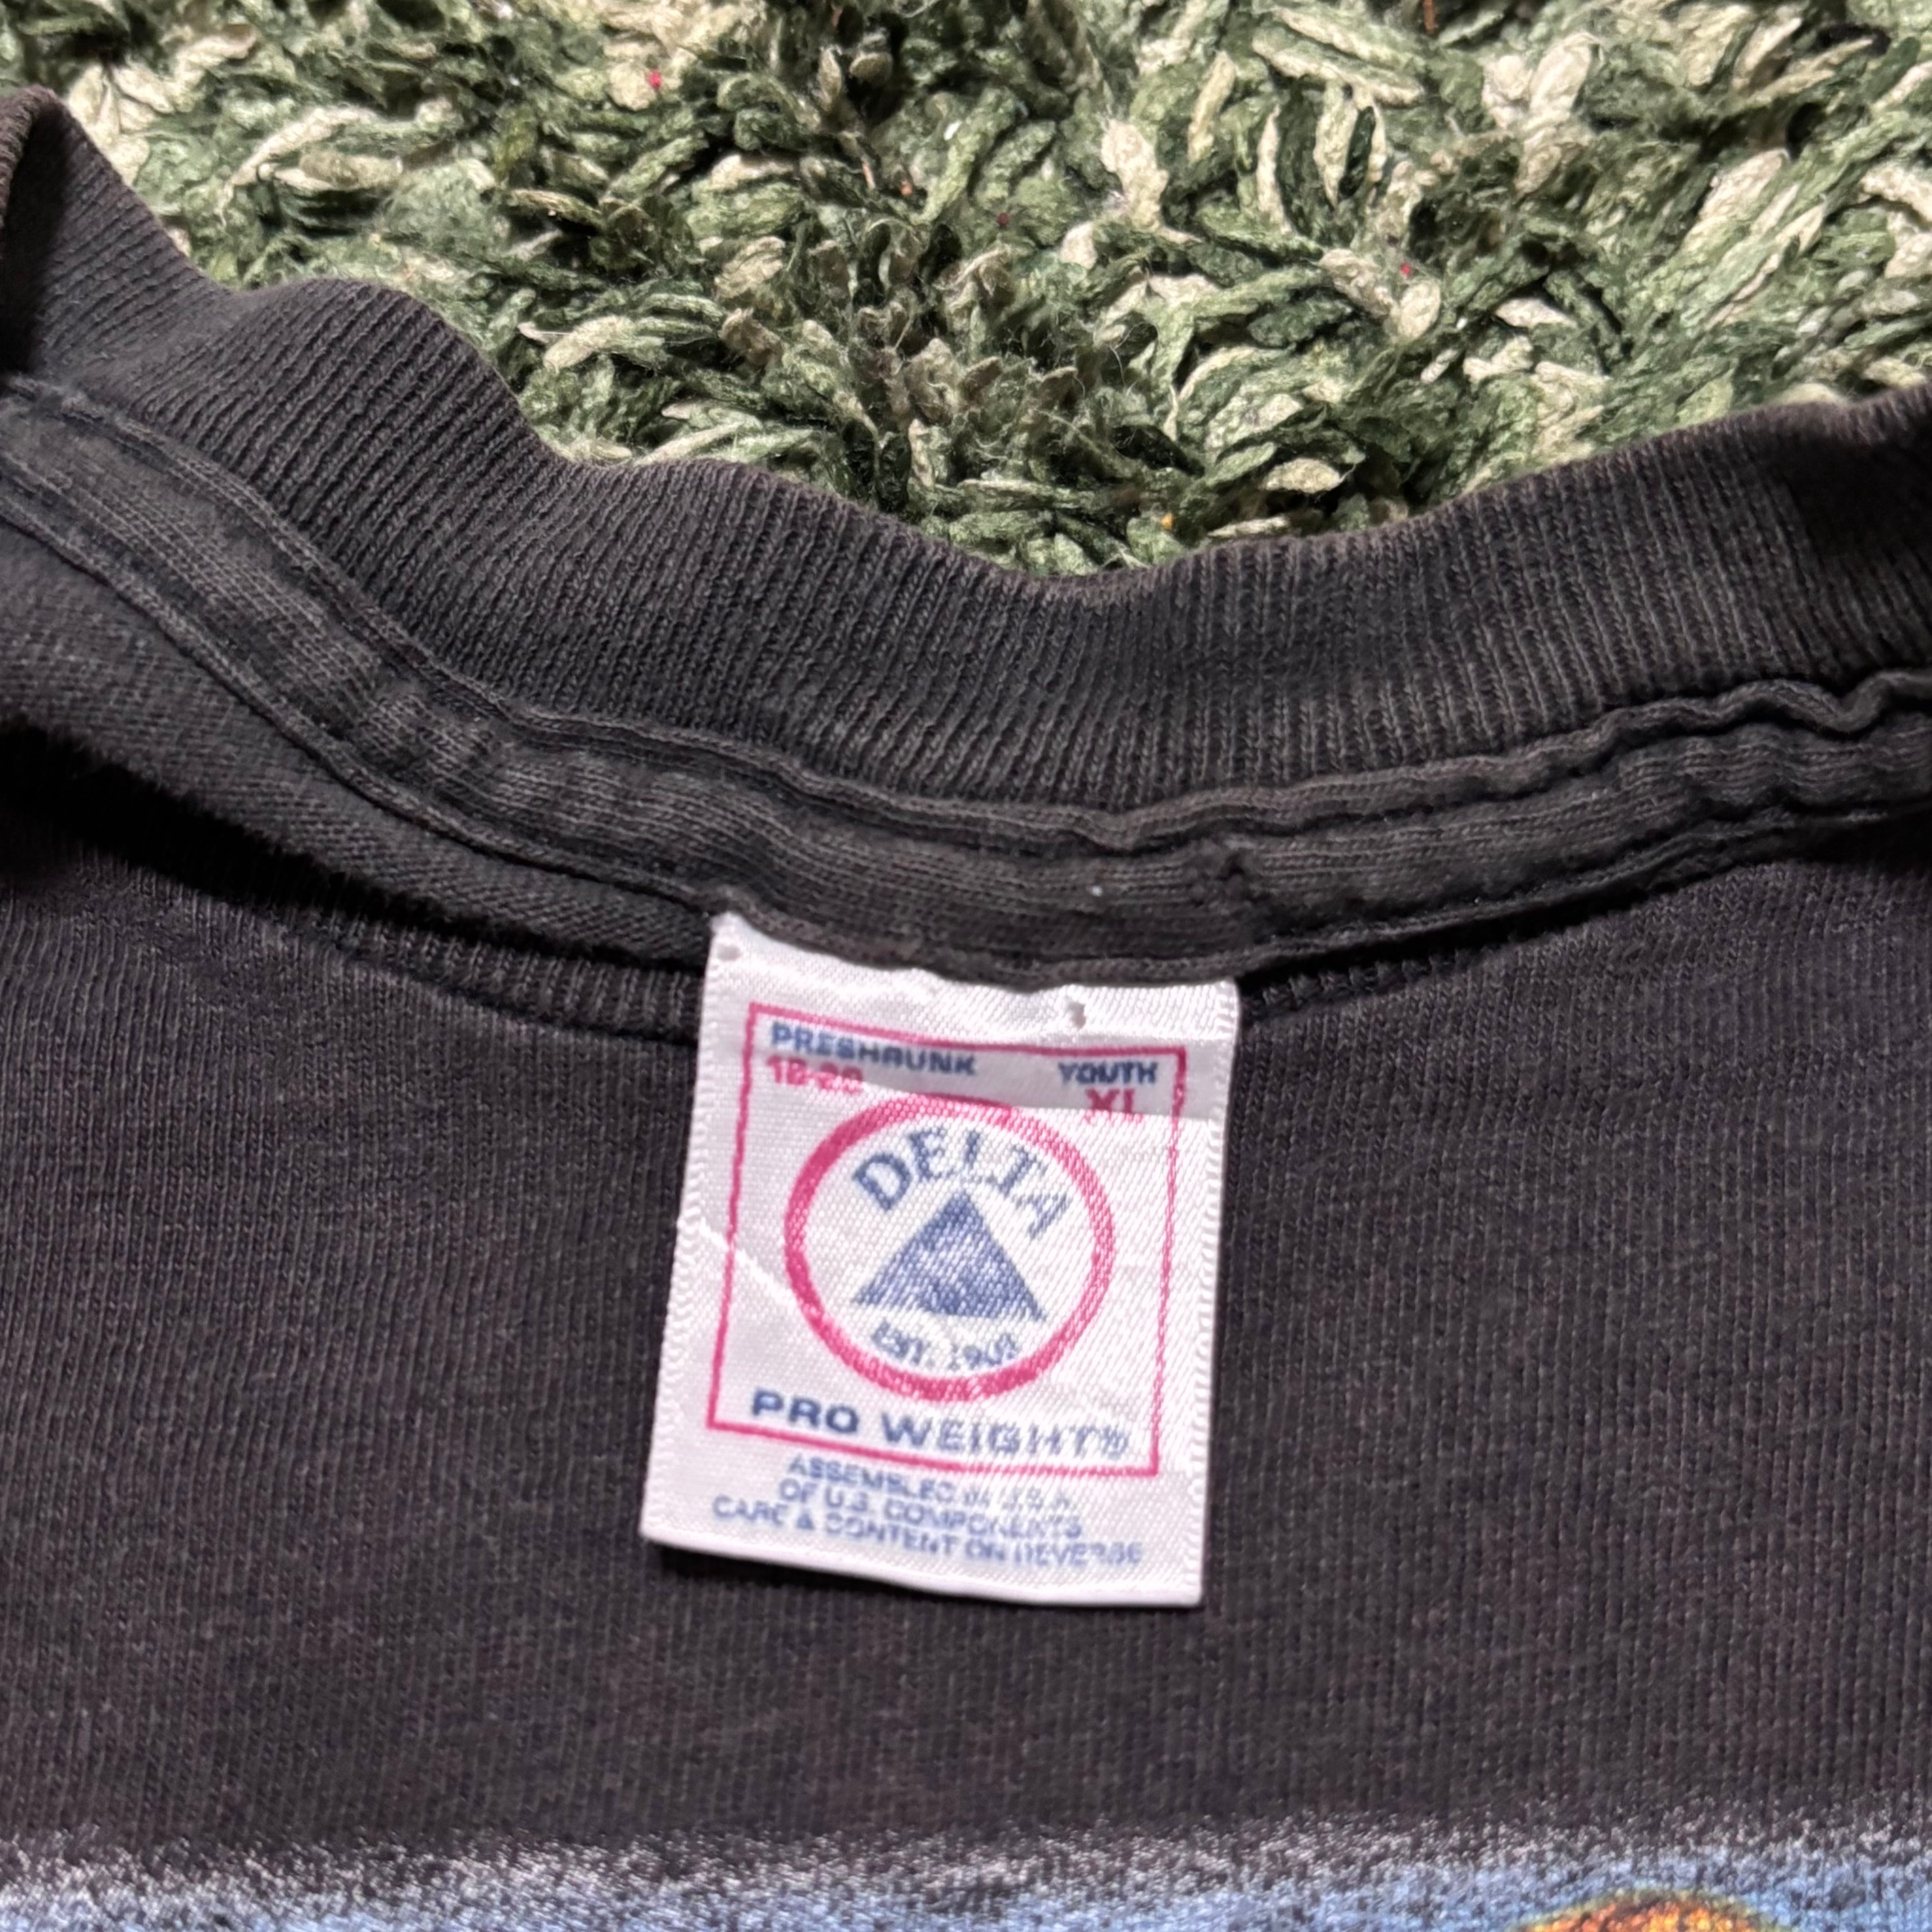 PRESHRUNK YOUTH
18-20 XL
DELTA
EST. 1903
PRO WEIGHT®
ASSEMBLED IN U.S.A.
OF U.S. COMPONENTS
CARE & CONTENT ON REVERSE